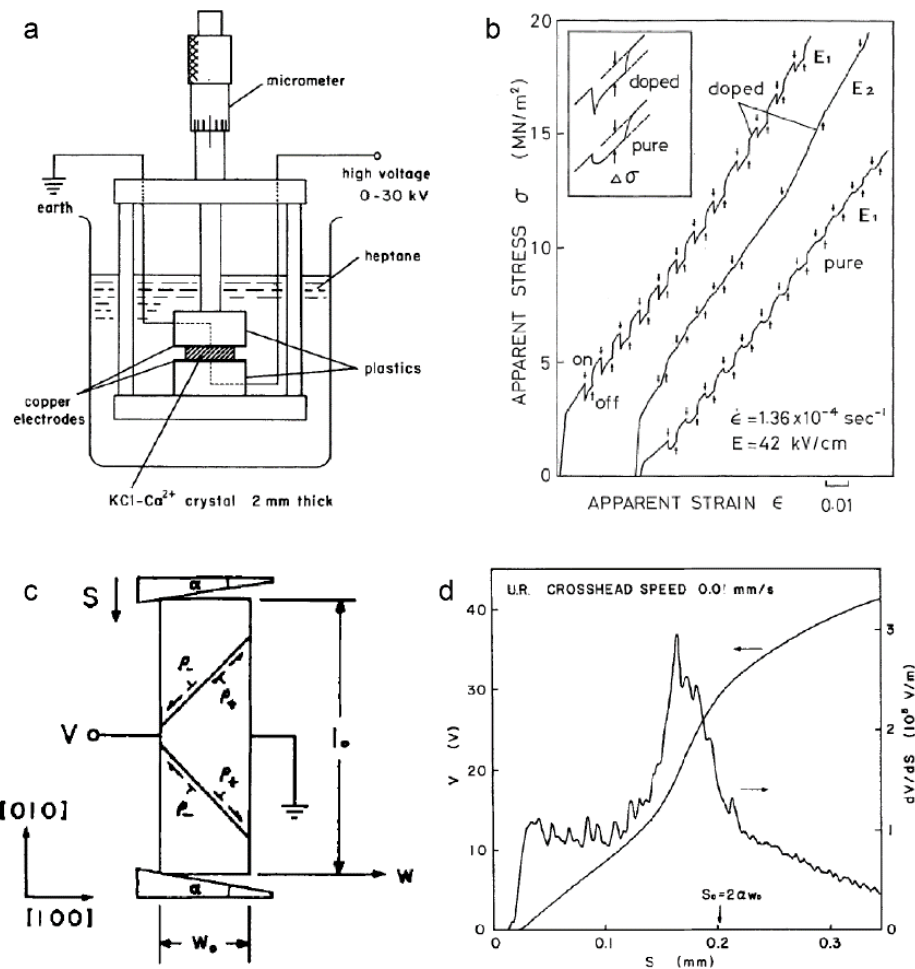 a
micrometer
earth
high voltage
0-30 kV
heptane
plastics
copper
electrodes
KCl-Ca²⁺ crystal 2 mm thick
b
APPARENT STRESS σ (MN/m²)
20
15
10
5
0
doped
pure
Δσ
doped
E₁
E₂
E₁
pure
on
off
ε̇=1.36×10⁻⁴ sec⁻¹
E=42 kV/cm
APPARENT STRAIN ϵ
0.01
c
S
α
ρ₋
ρ₊
V
l₀
ρ₊
ρ₋
[010]
[100]
α
w
w₀
d
U.R. CROSSHEAD SPEED 0.01 mm/s
V (V)
40
30
20
10
0
3
2
1
0
dV/dS (10⁵ V/m)
S₀=2αw₀
0 0.1 0.2 0.3
S (mm)